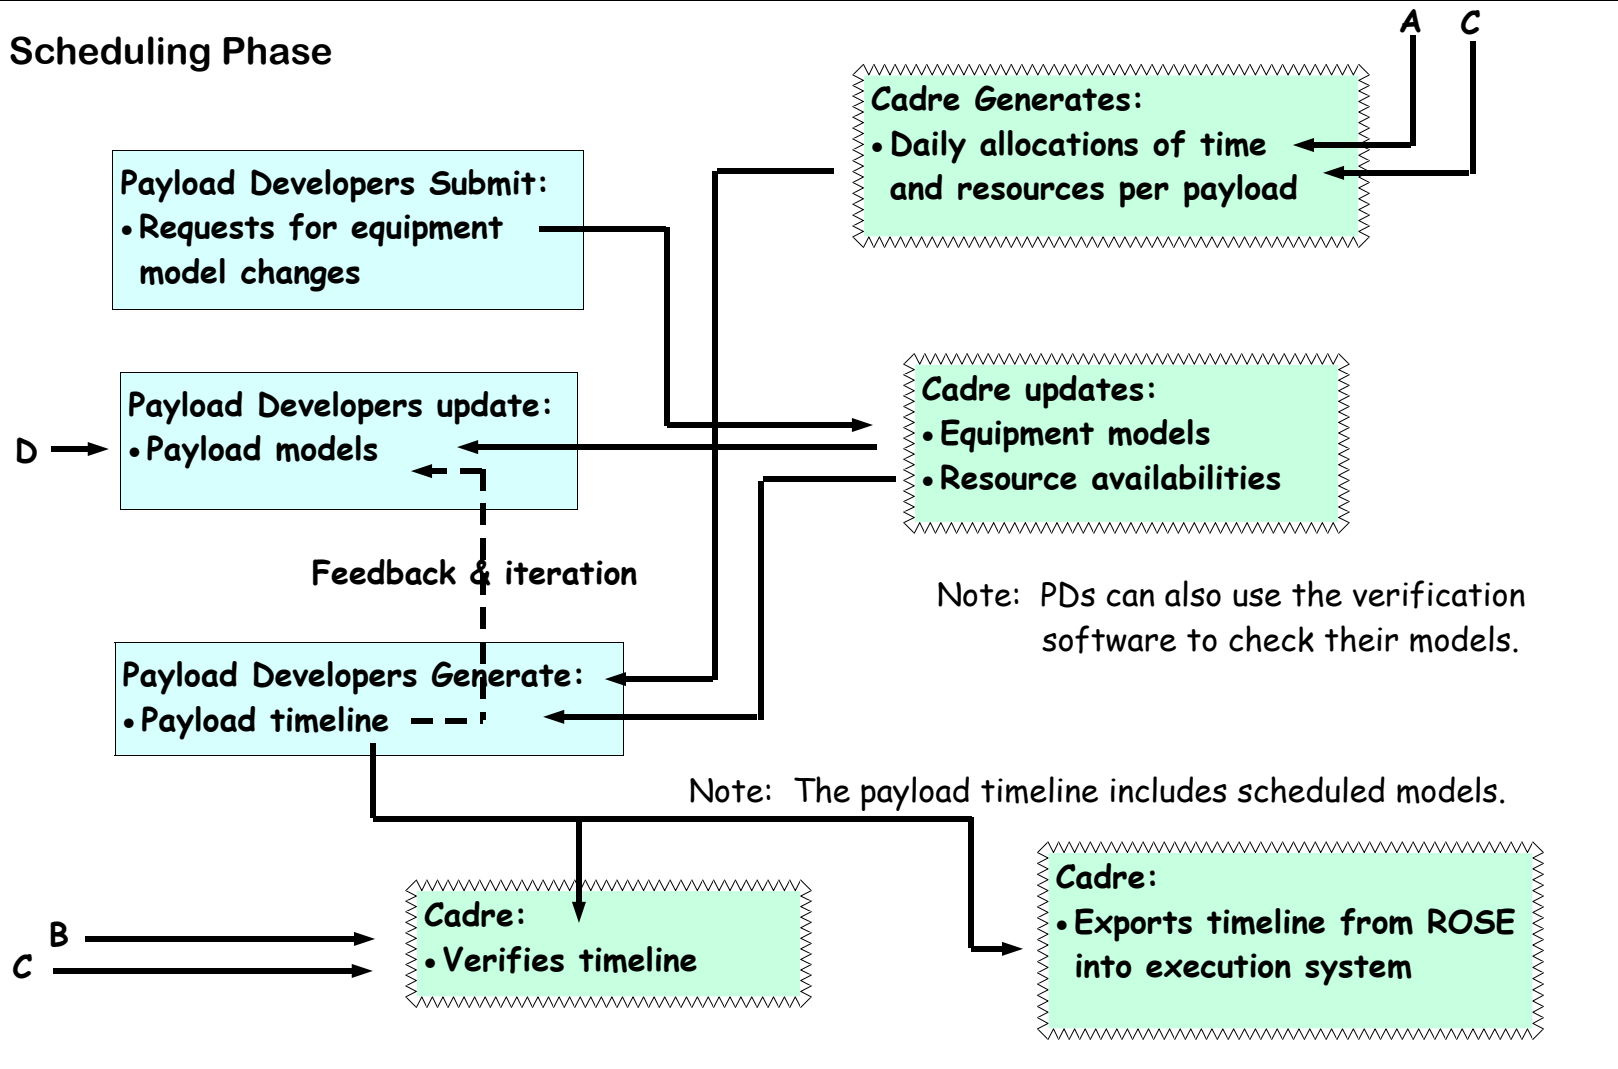 Scheduling Phase
A C
Cadre Generates:
• Daily allocations of time
and resources per payload
Payload Developers Submit:
• Requests for equipment
model changes
Cadre updates:
• Equipment models
• Resource availabilities
Payload Developers update:
• Payload models
D
Feedback & iteration
Note: PDs can also use the verification
software to check their models.
Payload Developers Generate:
• Payload timeline
Note: The payload timeline includes scheduled models.
Cadre:
• Exports timeline from ROSE
into execution system
Cadre:
• Verifies timeline
B
C